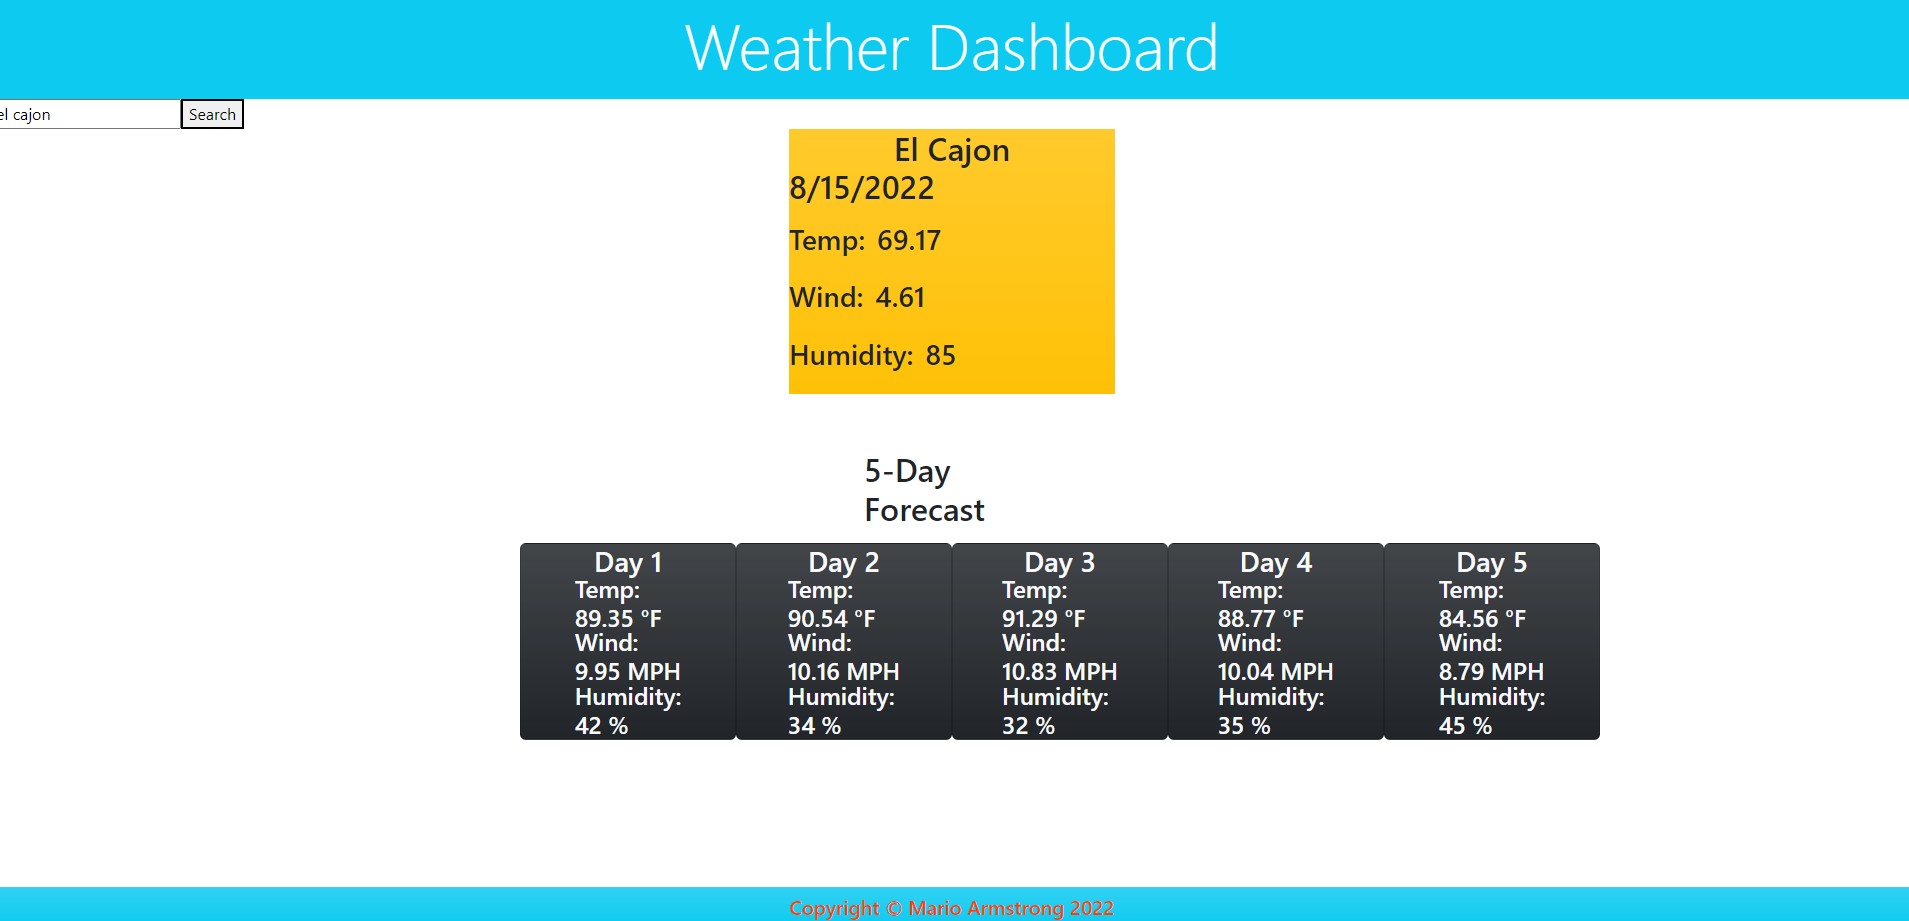 Weather Dashboard
el cajon Search
El Cajon
8/15/2022
Temp: 69.17
Wind: 4.61
Humidity: 85
5-Day
Forecast
Day 1
Temp:
89.35 °F
Wind:
9.95 MPH
Humidity:
42 %
Day 2
Temp:
90.54 °F
Wind:
10.16 MPH
Humidity:
34 %
Day 3
Temp:
91.29 °F
Wind:
10.83 MPH
Humidity:
32 %
Day 4
Temp:
88.77 °F
Wind:
10.04 MPH
Humidity:
35 %
Day 5
Temp:
84.56 °F
Wind:
8.79 MPH
Humidity:
45 %
Copyright © Mario Armstrong 2022